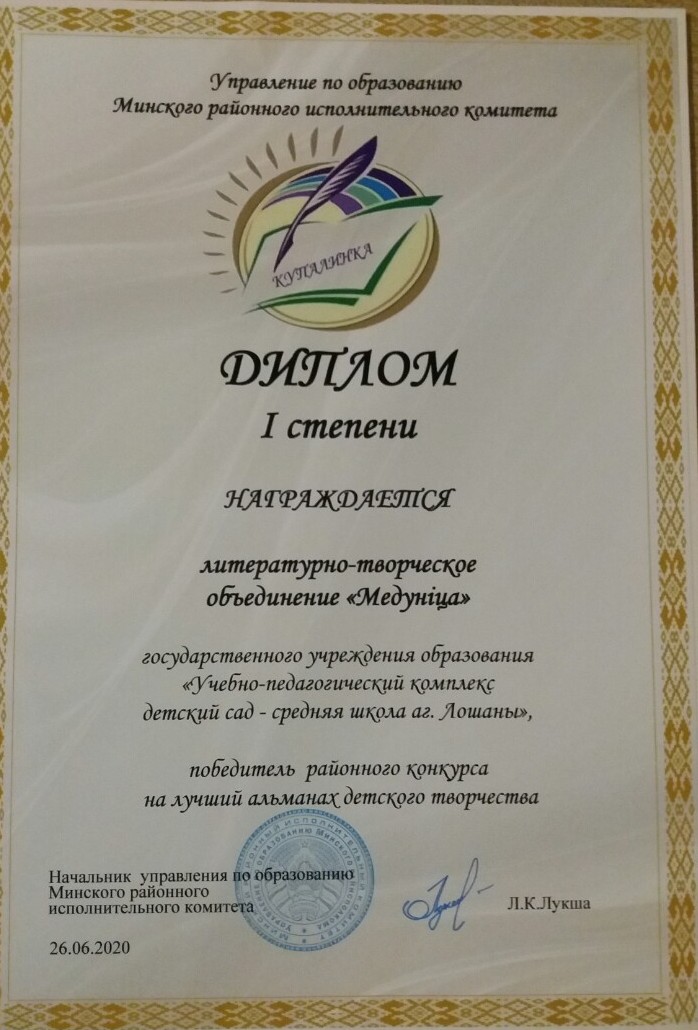 Управление по образованию
Минского районного исполнительного комитета
КУПАЛИНКА
ДИПЛОМ
I степени
НАГРАЖДАЕТСЯ
литературно-творческое
объединение «Медуніца»
государственного учреждения образования
«Учебно-педагогический комплекс
детский сад - средняя школа аг. Лошаны»,
победитель районного конкурса
на лучший альманах детского творчества
Начальник управления по образованию
Минского районного
исполнительного комитета
Л.К.Лукша
26.06.2020